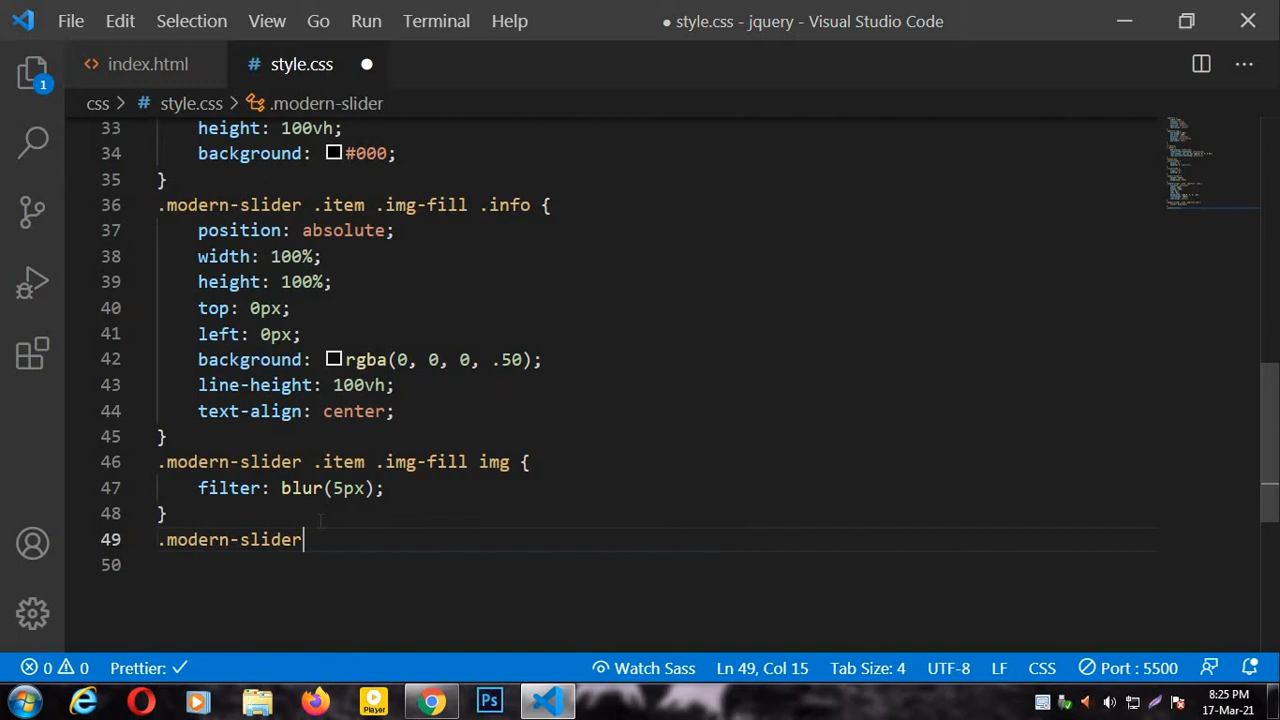 File Edit Selection View Go Run Terminal Help ● style.css - jquery - Visual Studio Code
<> index.html # style.css ●
css > # style.css > .modern-slider
1
33 height: 100vh;
34 background: #000;
35 }
36 .modern-slider .item .img-fill .info {
37 position: absolute;
38 width: 100%;
39 height: 100%;
40 top: 0px;
41 left: 0px;
42 background: rgba(0, 0, 0, .50);
43 line-height: 100vh;
44 text-align: center;
45 }
46 .modern-slider .item .img-fill img {
47 filter: blur(5px);
48 }
49 .modern-slider
50
0 0 Prettier: ✓ Watch Sass Ln 49, Col 15 Tab Size: 4 UTF-8 LF CSS Port : 5500
Player Ps
8:25 PM
17-Mar-21